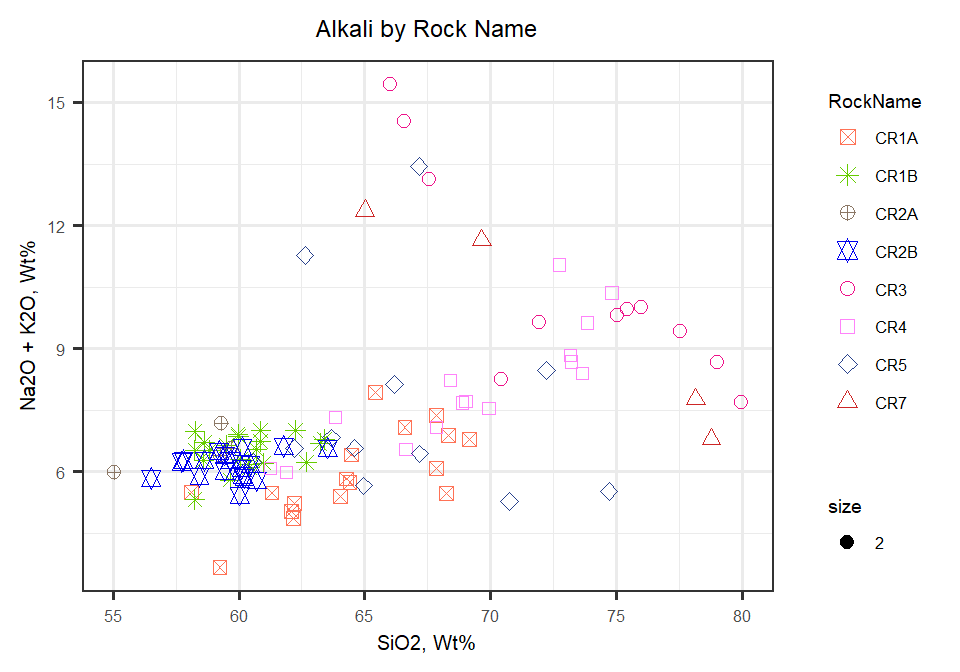 Alkali by Rock Name
Na2O + K2O, Wt%
15
12
9
6
55
60
65
70
75
80
SiO2, Wt%
RockName
CR1A
CR1B
CR2A
CR2B
CR3
CR4
CR5
CR7
size
2